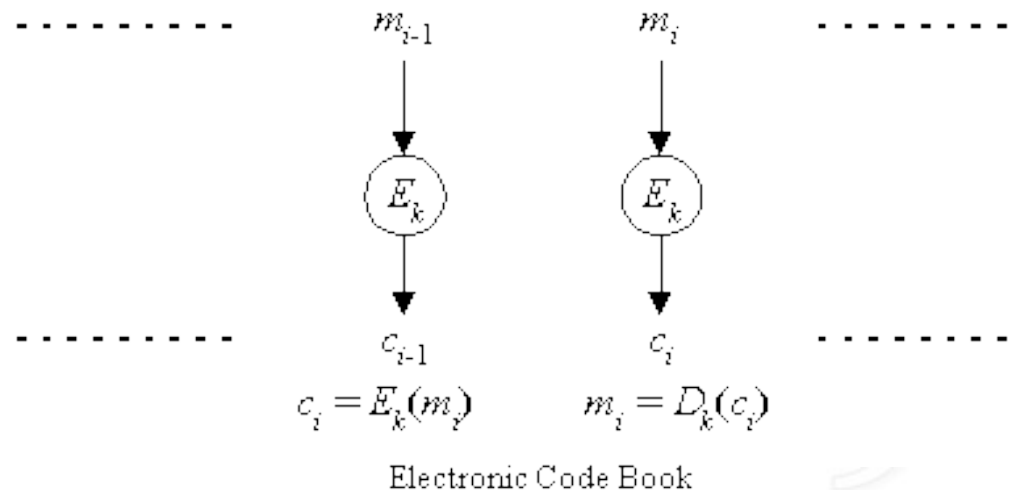 m_{i-1} m_i
E_k E_k
c_{i-1} c_i
c_i = E_k(m_i) m_i = D_k(c_i)
Electronic Code Book